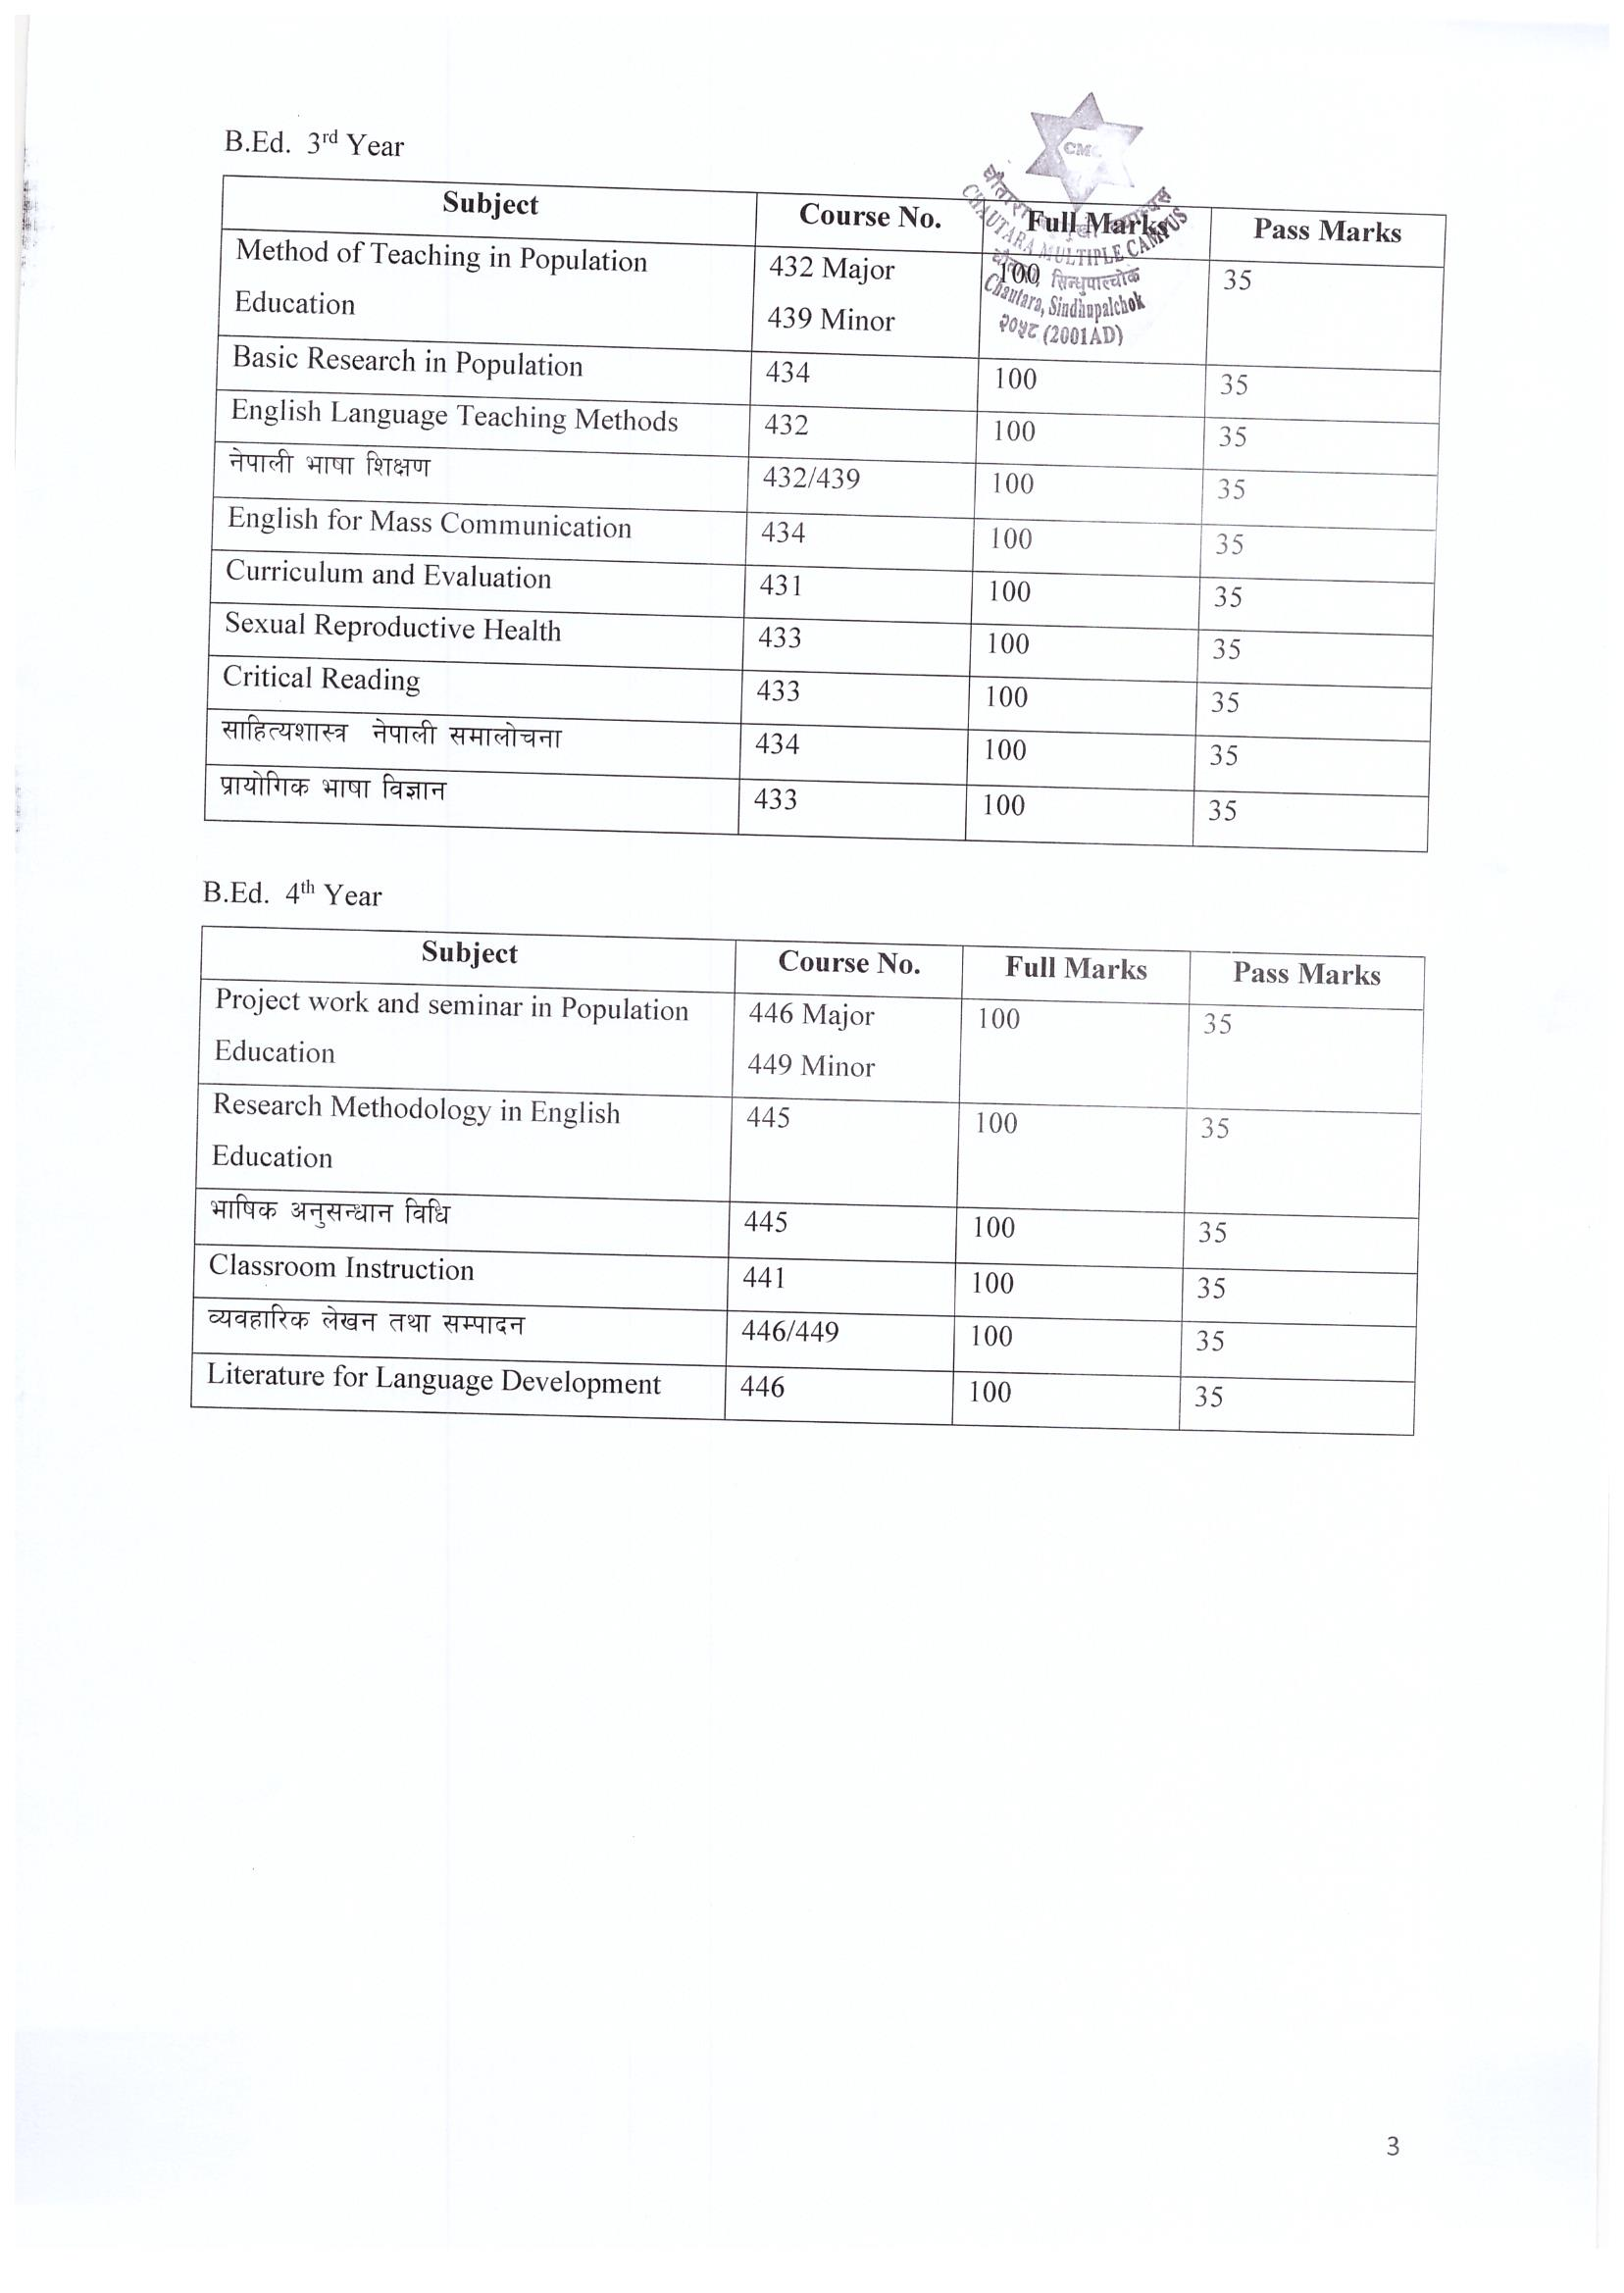 B.Ed. 3rd Year
CMC
CHAUTARA MULTIPLE CAMPUS
सिन्धुपाल्चोक
Chautara, Sindhupalchok
२०५८ (2001AD)
Subject Course No. Full Marks Pass Marks
Method of Teaching in Population 432 Major 100 35
Education 439 Minor
Basic Research in Population 434 100 35
English Language Teaching Methods 432 100 35
नेपाली भाषा शिक्षण 432/439 100 35
English for Mass Communication 434 100 35
Curriculum and Evaluation 431 100 35
Sexual Reproductive Health 433 100 35
Critical Reading 433 100 35
साहित्यशास्त्र नेपाली समालोचना 434 100 35
प्रायोगिक भाषा विज्ञान 433 100 35
B.Ed. 4th Year
Subject Course No. Full Marks Pass Marks
Project work and seminar in Population 446 Major 100 35
Education 449 Minor
Research Methodology in English 445 100 35
Education
भाषिक अनुसन्धान विधि 445 100 35
Classroom Instruction 441 100 35
व्यवहारिक लेखन तथा सम्पादन 446/449 100 35
Literature for Language Development 446 100 35
3